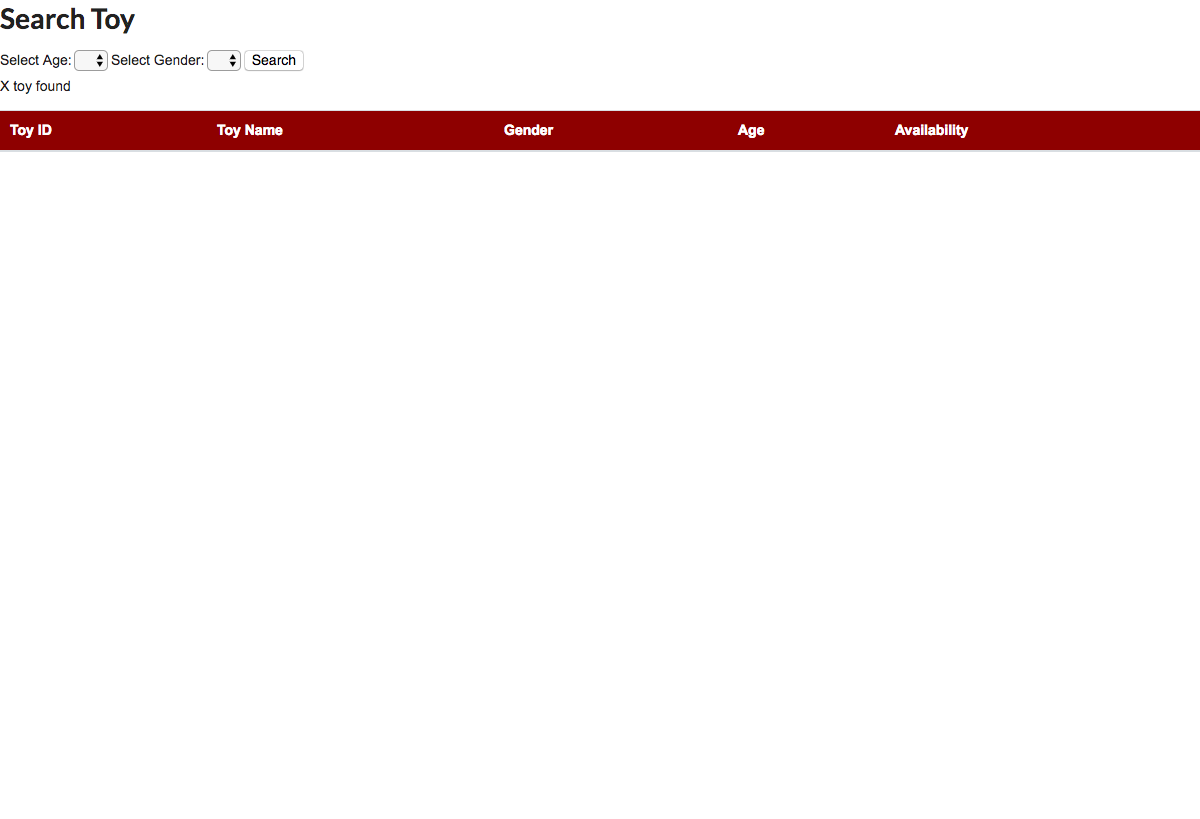 Search Toy
Select Age: Select Gender: Search
X toy found
Toy ID Toy Name Gender Age Availability